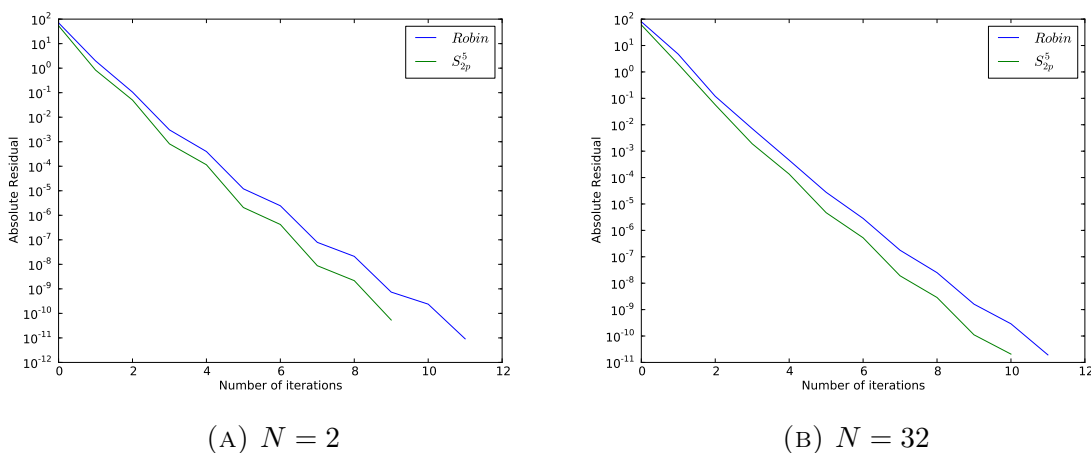 10^2
10^1
10^0
10^-1
10^-2
10^-3
10^-4
10^-5
10^-6
10^-7
10^-8
10^-9
10^-10
10^-11
10^-12
Absolute Residual
0 2 4 6 8 10 12
Number of iterations
Robin
S^5_2p
(A) N = 2
10^2
10^1
10^0
10^-1
10^-2
10^-3
10^-4
10^-5
10^-6
10^-7
10^-8
10^-9
10^-10
10^-11
Absolute Residual
0 2 4 6 8 10 12
Number of iterations
Robin
S^5_2p
(B) N = 32